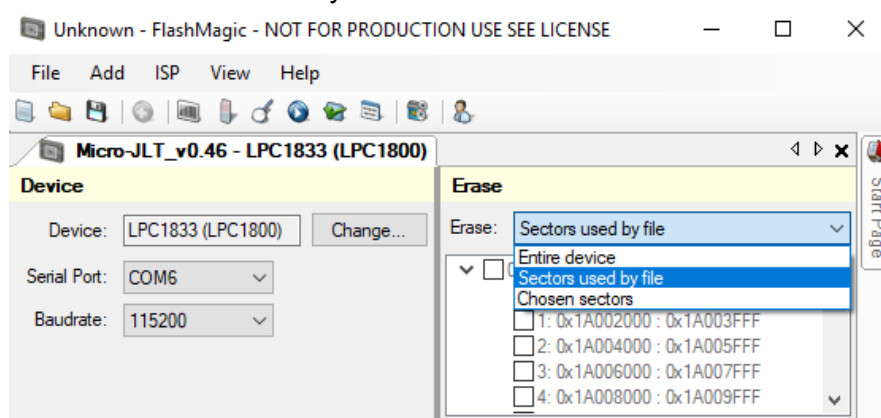 Unknown - FlashMagic - NOT FOR PRODUCTION USE SEE LICENSE
File Add ISP View Help
Micro-JLT_v0.46 - LPC1833 (LPC1800)
Device
Device: LPC1833 (LPC1800) Change...
Serial Port: COM6
Baudrate: 115200
Erase
Erase: Sectors used by file
Entire device
Sectors used by file
Chosen sectors
1: 0x1A002000 : 0x1A003FFF
2: 0x1A004000 : 0x1A005FFF
3: 0x1A006000 : 0x1A007FFF
4: 0x1A008000 : 0x1A009FFF
Start Page